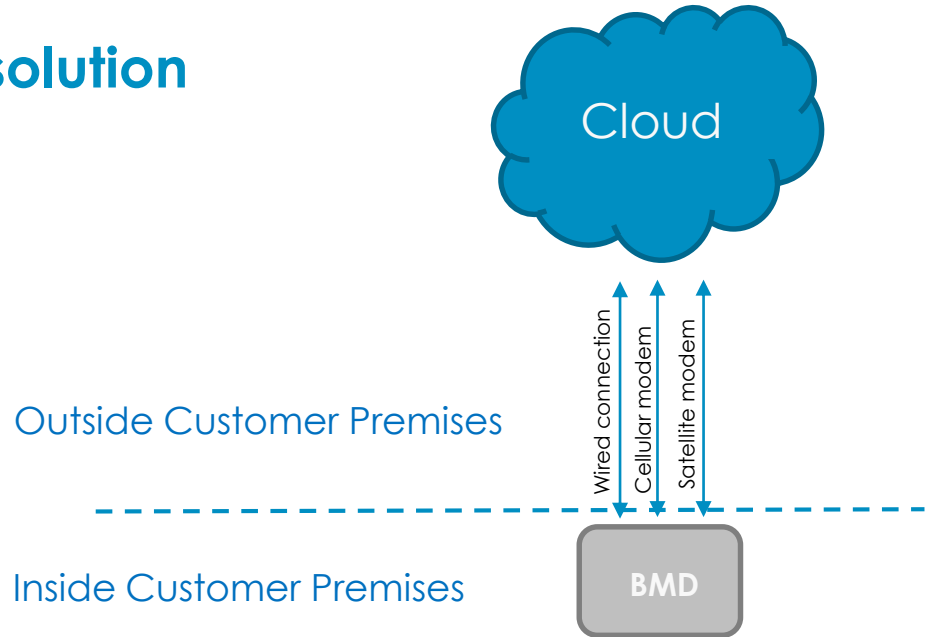 solution
Cloud
Wired connection
Cellular modem
Satellite modem
Outside Customer Premises
Inside Customer Premises
BMD